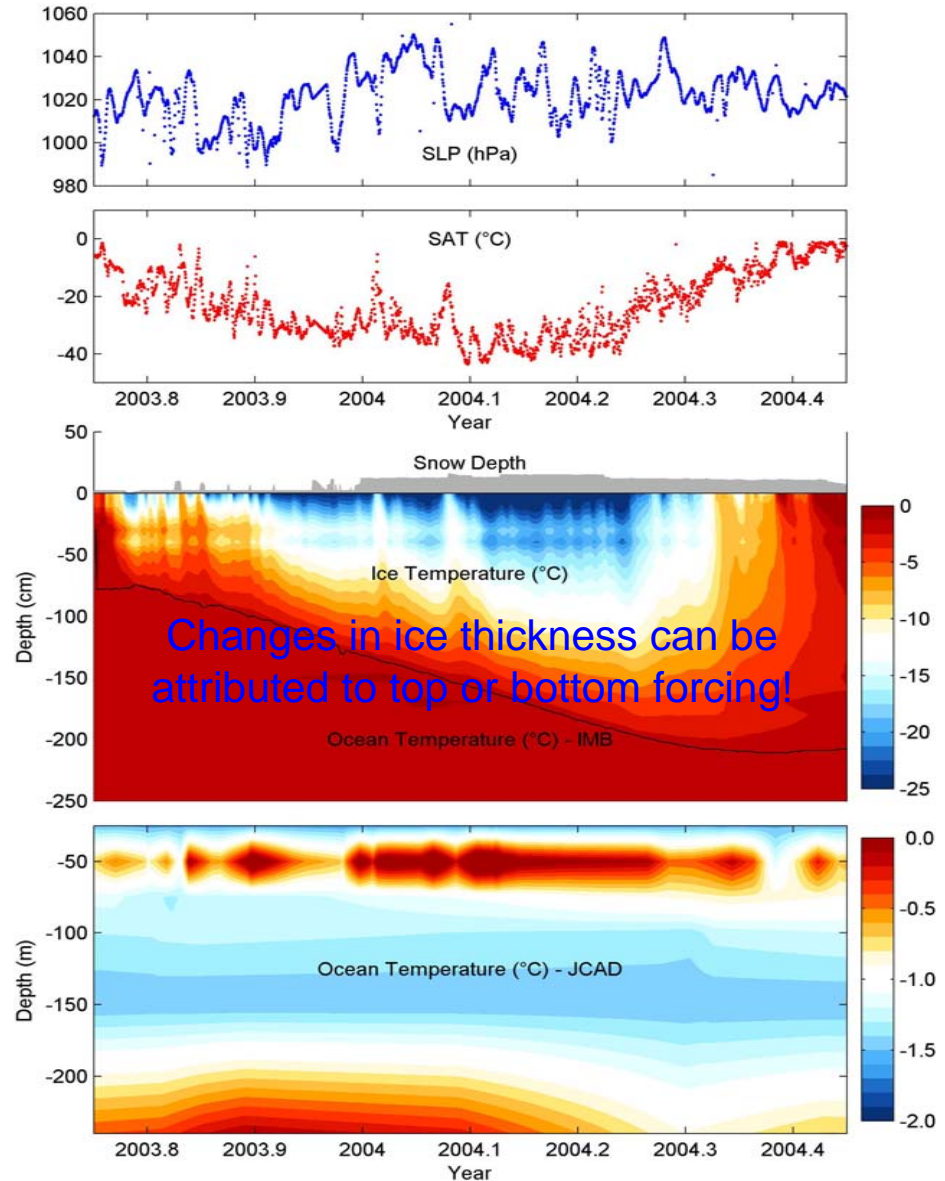 1060
1040
1020
1000
980
SLP (hPa)
0
-20
-40
SAT (°C)
2003.8 2003.9 2004 2004.1 2004.2 2004.3 2004.4
Year
50
0
-50
-100
-150
-200
-250
Depth (cm)
Snow Depth
Ice Temperature (°C)
Changes in ice thickness can be
attributed to top or bottom forcing!
Ocean Temperature (°C) - IMB
0
-5
-10
-15
-20
-25
-50
-100
-150
-200
Depth (m)
Ocean Temperature (°C) - JCAD
0.0
-0.5
-1.0
-1.5
-2.0
2003.8 2003.9 2004 2004.1 2004.2 2004.3 2004.4
Year